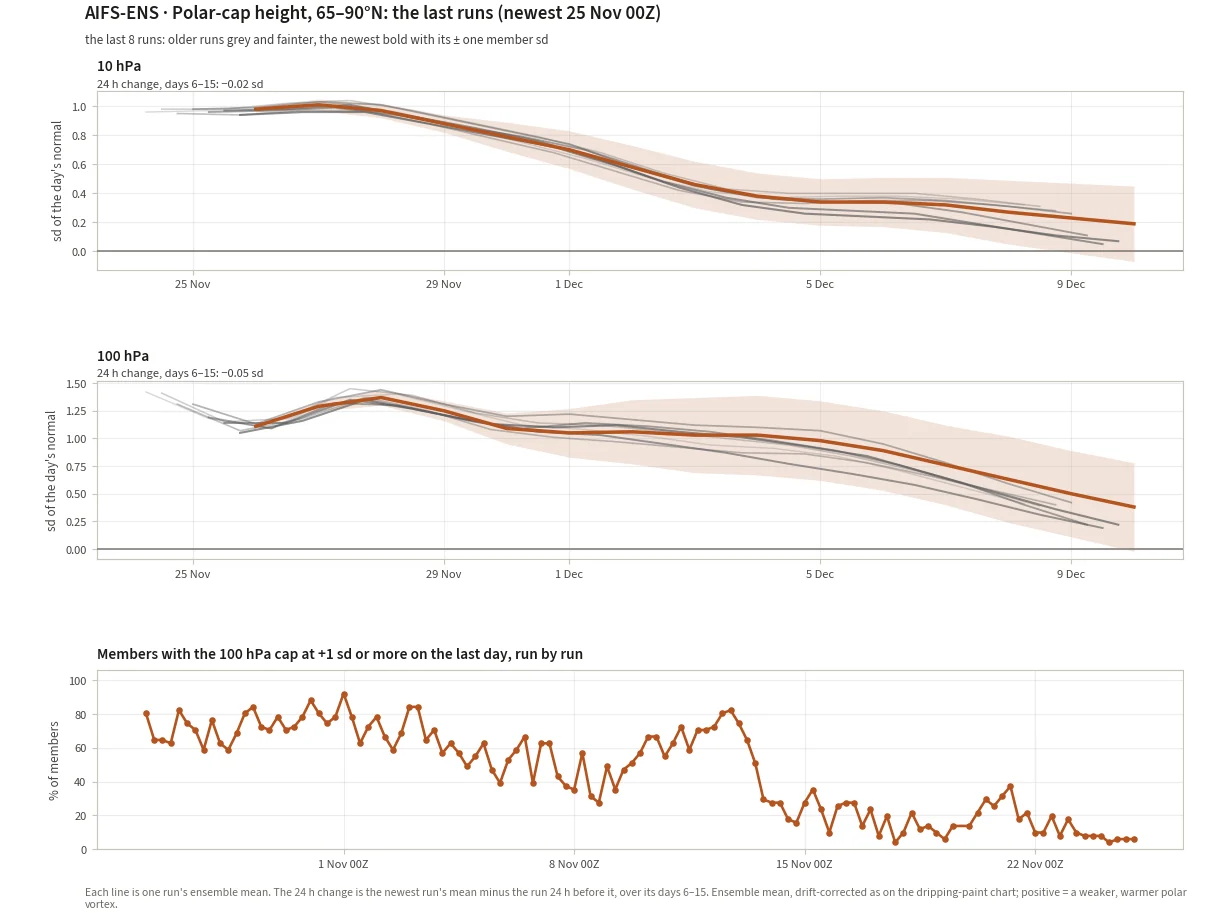 AIFS-ENS · Polar-cap height, 65–90°N: the last runs (newest 25 Nov 00Z)
the last 8 runs: older runs grey and fainter, the newest bold with its ± one member sd
10 hPa
24 h change, days 6–15: −0.02 sd
sd of the day's normal
1.0
0.8
0.6
0.4
0.2
0.0
25 Nov
29 Nov
1 Dec
5 Dec
9 Dec
100 hPa
24 h change, days 6–15: −0.05 sd
sd of the day's normal
1.50
1.25
1.00
0.75
0.50
0.25
0.00
25 Nov
29 Nov
1 Dec
5 Dec
9 Dec
Members with the 100 hPa cap at +1 sd or more on the last day, run by run
% of members
100
80
60
40
20
0
1 Nov 00Z
8 Nov 00Z
15 Nov 00Z
22 Nov 00Z
Each line is one run's ensemble mean. The 24 h change is the newest run's mean minus the run 24 h before it, over its days 6–15. Ensemble mean, drift-corrected as on the dripping-paint chart; positive = a weaker, warmer polar
vortex.